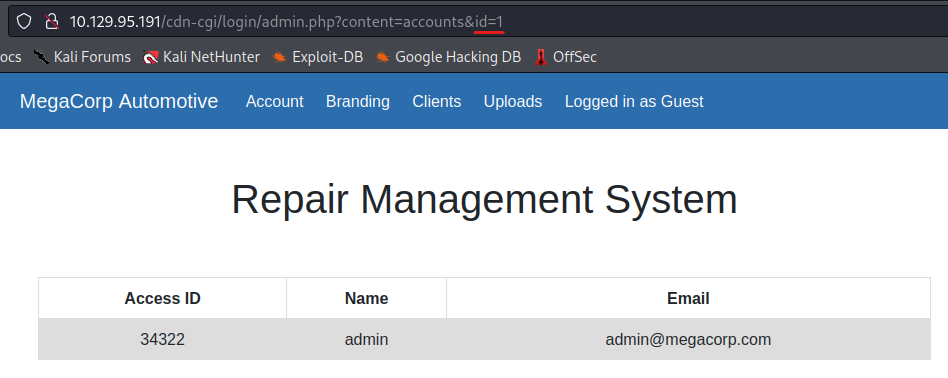 10.129.95.191/cdn-cgi/login/admin.php?content=accounts&id=1
ocs Kali Forums Kali NetHunter Exploit-DB Google Hacking DB OffSec
MegaCorp Automotive Account Branding Clients Uploads Logged in as Guest
Repair Management System
Access ID Name Email
34322 admin admin@megacorp.com